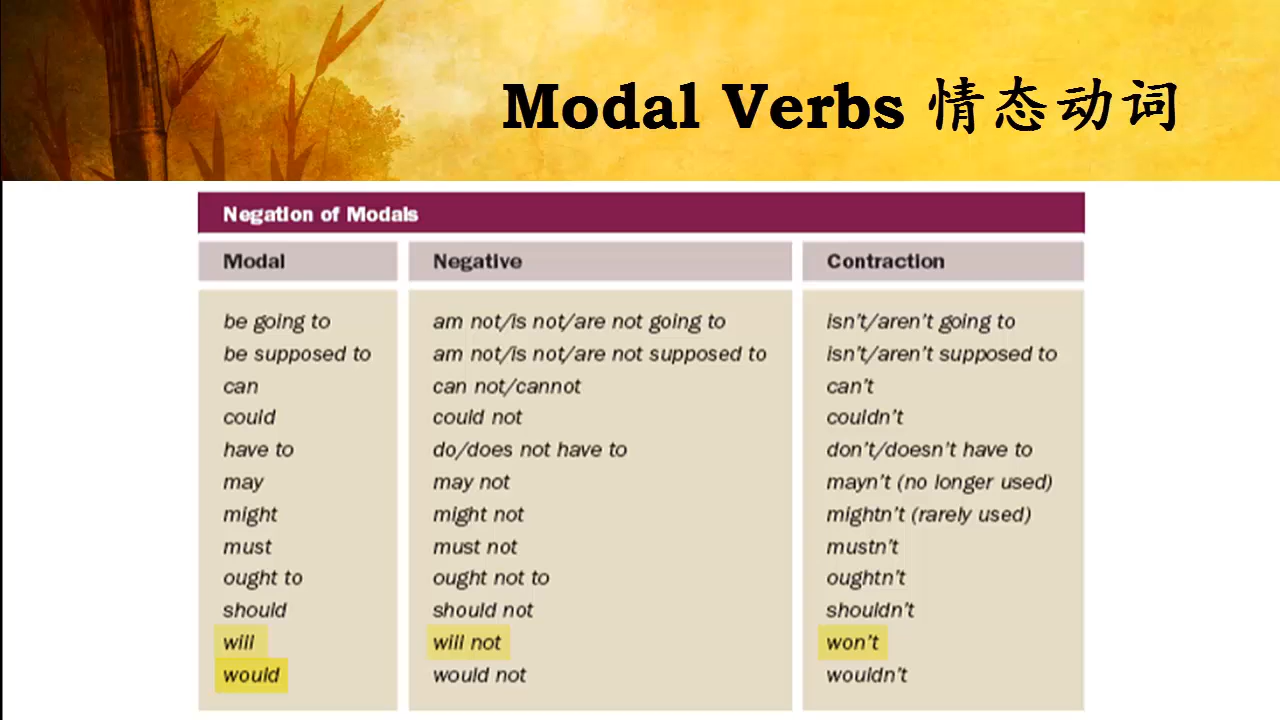 Modal Verbs 情态动词
Negation of Modals
Modal Negative Contraction
be going to am not/is not/are not going to isn't/aren't going to
be supposed to am not/is not/are not supposed to isn't/aren't supposed to
can can not/cannot can't
could could not couldn't
have to do/does not have to don't/doesn't have to
may may not mayn't (no longer used)
might might not mightn't (rarely used)
must must not mustn't
ought to ought not to oughtn't
should should not shouldn't
will will not won't
would would not wouldn't